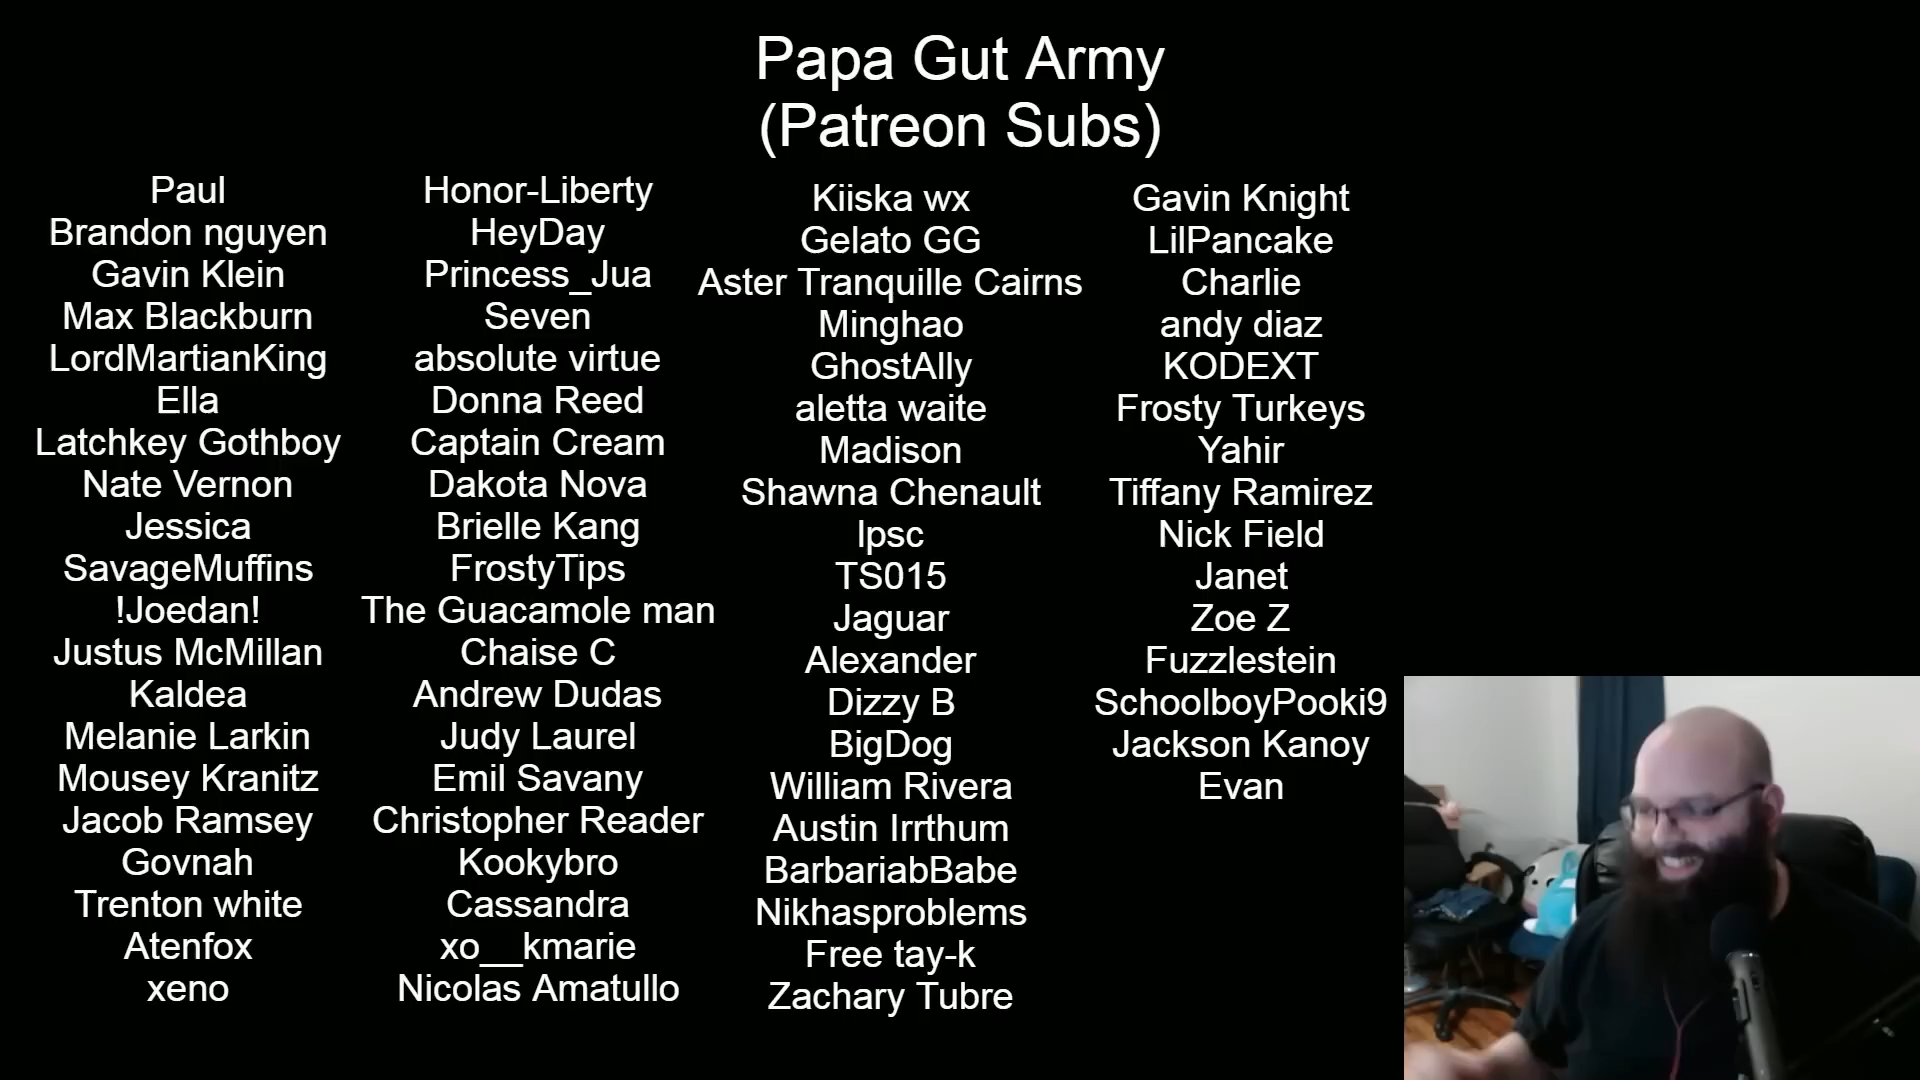 Papa Gut Army
(Patreon Subs)
Paul
Brandon nguyen
Gavin Klein
Max Blackburn
LordMartianKing
Ella
Latchkey Gothboy
Nate Vernon
Jessica
SavageMuffins
!Joedan!
Justus McMillan
Kaldea
Melanie Larkin
Mousey Kranitz
Jacob Ramsey
Govnah
Trenton white
Atenfox
xeno
Honor-Liberty
HeyDay
Princess_Jua
Seven
absolute virtue
Donna Reed
Captain Cream
Dakota Nova
Brielle Kang
FrostyTips
The Guacamole man
Chaise C
Andrew Dudas
Judy Laurel
Emil Savany
Christopher Reader
Kookybro
Cassandra
xo__kmarie
Nicolas Amatullo
Kiiska wx
Gelato GG
Aster Tranquille Cairns
Minghao
GhostAlly
aletta waite
Madison
Shawna Chenault
lpsc
TS015
Jaguar
Alexander
Dizzy B
BigDog
William Rivera
Austin Irrthum
BarbariabBabe
Nikhasproblems
Free tay-k
Zachary Tubre
Gavin Knight
LilPancake
Charlie
andy diaz
KODEXT
Frosty Turkeys
Yahir
Tiffany Ramirez
Nick Field
Janet
Zoe Z
Fuzzlestein
SchoolboyPooki9
Jackson Kanoy
Evan